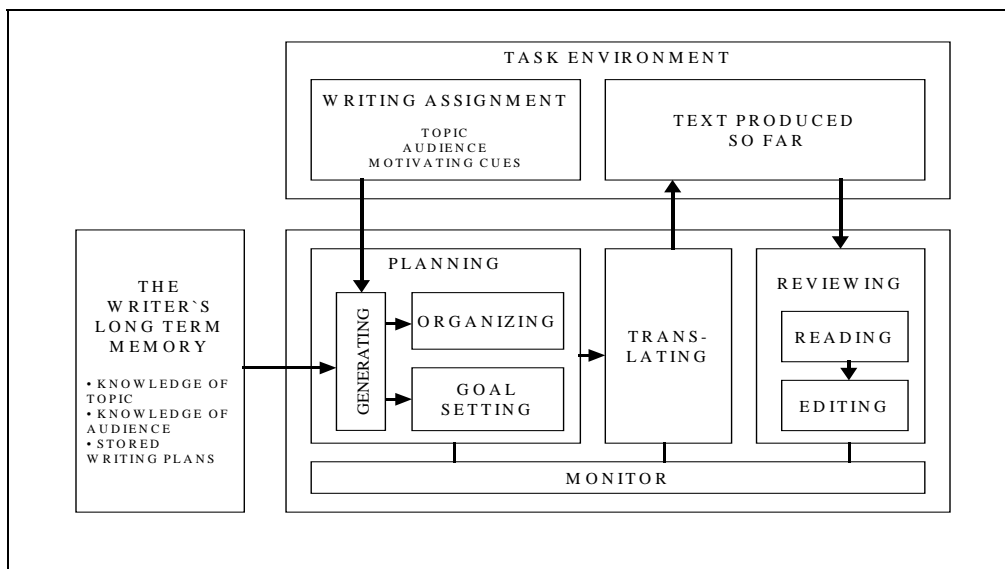 TASK ENVIRONMENT
WRITING ASSIGNMENT
TOPIC
AUDIENCE
MOTIVATING CUES
TEXT PRODUCED
SO FAR
THE
WRITER`S
LONG TERM
MEMORY
• KNOWLEDGE OF
TOPIC
• KNOWLEDGE OF
AUDIENCE
• STORED
WRITING PLANS
PLANNING
GENERATING
ORGANIZING
GOAL
SETTING
TRANS-
LATING
REVIEWING
READING
EDITING
MONITOR